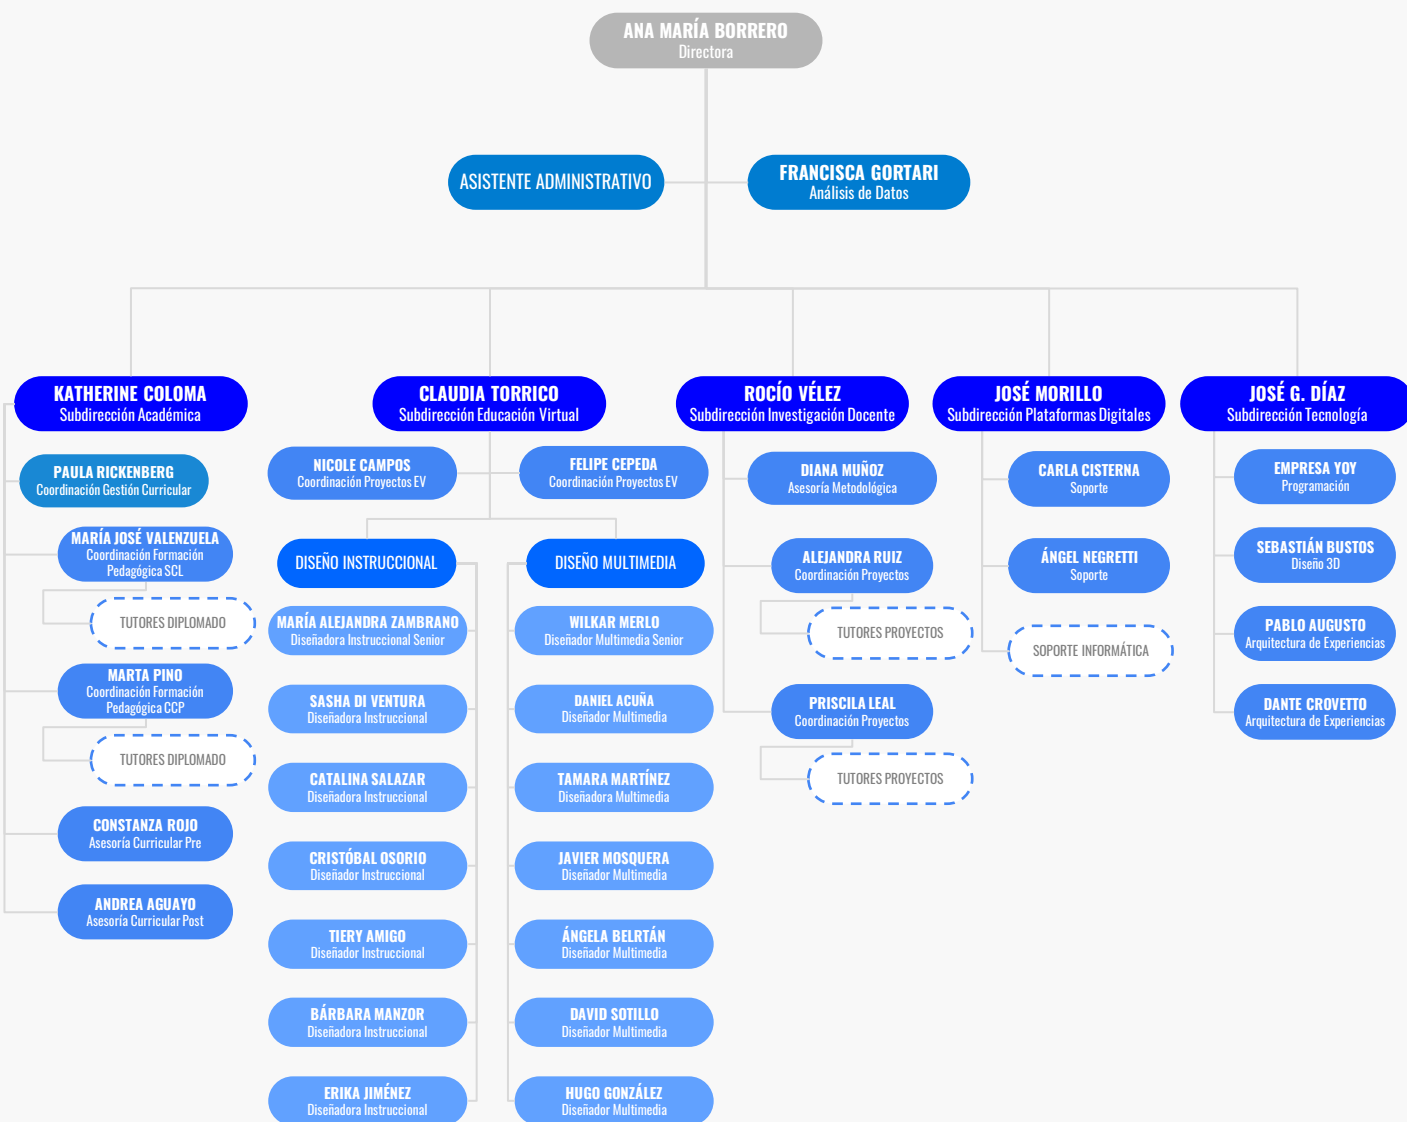 ANA MARÍA BORRERO
Directora
ASISTENTE ADMINISTRATIVO
FRANCISCA GORTARI
Análisis de Datos
KATHERINE COLOMA
Subdirección Académica
PAULA RICKENBERG
Coordinación Gestión Curricular
MARÍA JOSÉ VALENZUELA
Coordinación Formación
Pedagógica SCL
TUTORES DIPLOMADO
MARTA PINO
Coordinación Formación
Pedagógica CCP
TUTORES DIPLOMADO
CONSTANZA ROJO
Asesoría Curricular Pre
ANDREA AGUAYO
Asesoría Curricular Post
CLAUDIA TORRICO
Subdirección Educación Virtual
NICOLE CAMPOS
Coordinación Proyectos EV
FELIPE CEPEDA
Coordinación Proyectos EV
DISEÑO INSTRUCCIONAL
MARÍA ALEJANDRA ZAMBRANO
Diseñadora Instruccional Senior
SASHA DI VENTURA
Diseñadora Instruccional
CATALINA SALAZAR
Diseñadora Instruccional
CRISTÓBAL OSORIO
Diseñador Instruccional
TIERY AMIGO
Diseñador Instruccional
BÁRBARA MANZOR
Diseñadora Instruccional
ERIKA JIMÉNEZ
Diseñadora Instruccional
DISEÑO MULTIMEDIA
WILKAR MERLO
Diseñador Multimedia Senior
DANIEL ACUÑA
Diseñador Multimedia
TAMARA MARTÍNEZ
Diseñadora Multimedia
JAVIER MOSQUERA
Diseñador Multimedia
ÁNGELA BELRTÁN
Diseñador Multimedia
DAVID SOTILLO
Diseñador Multimedia
HUGO GONZÁLEZ
Diseñador Multimedia
ROCÍO VÉLEZ
Subdirección Investigación Docente
DIANA MUÑOZ
Asesoría Metodológica
ALEJANDRA RUIZ
Coordinación Proyectos
TUTORES PROYECTOS
PRISCILA LEAL
Coordinación Proyectos
TUTORES PROYECTOS
JOSÉ MORILLO
Subdirección Plataformas Digitales
CARLA CISTERNA
Soporte
ÁNGEL NEGRETTI
Soporte
SOPORTE INFORMÁTICA
JOSÉ G. DÍAZ
Subdirección Tecnología
EMPRESA YOY
Programación
SEBASTIÁN BUSTOS
Diseño 3D
PABLO AUGUSTO
Arquitectura de Experiencias
DANTE CROVETTO
Arquitectura de Experiencias